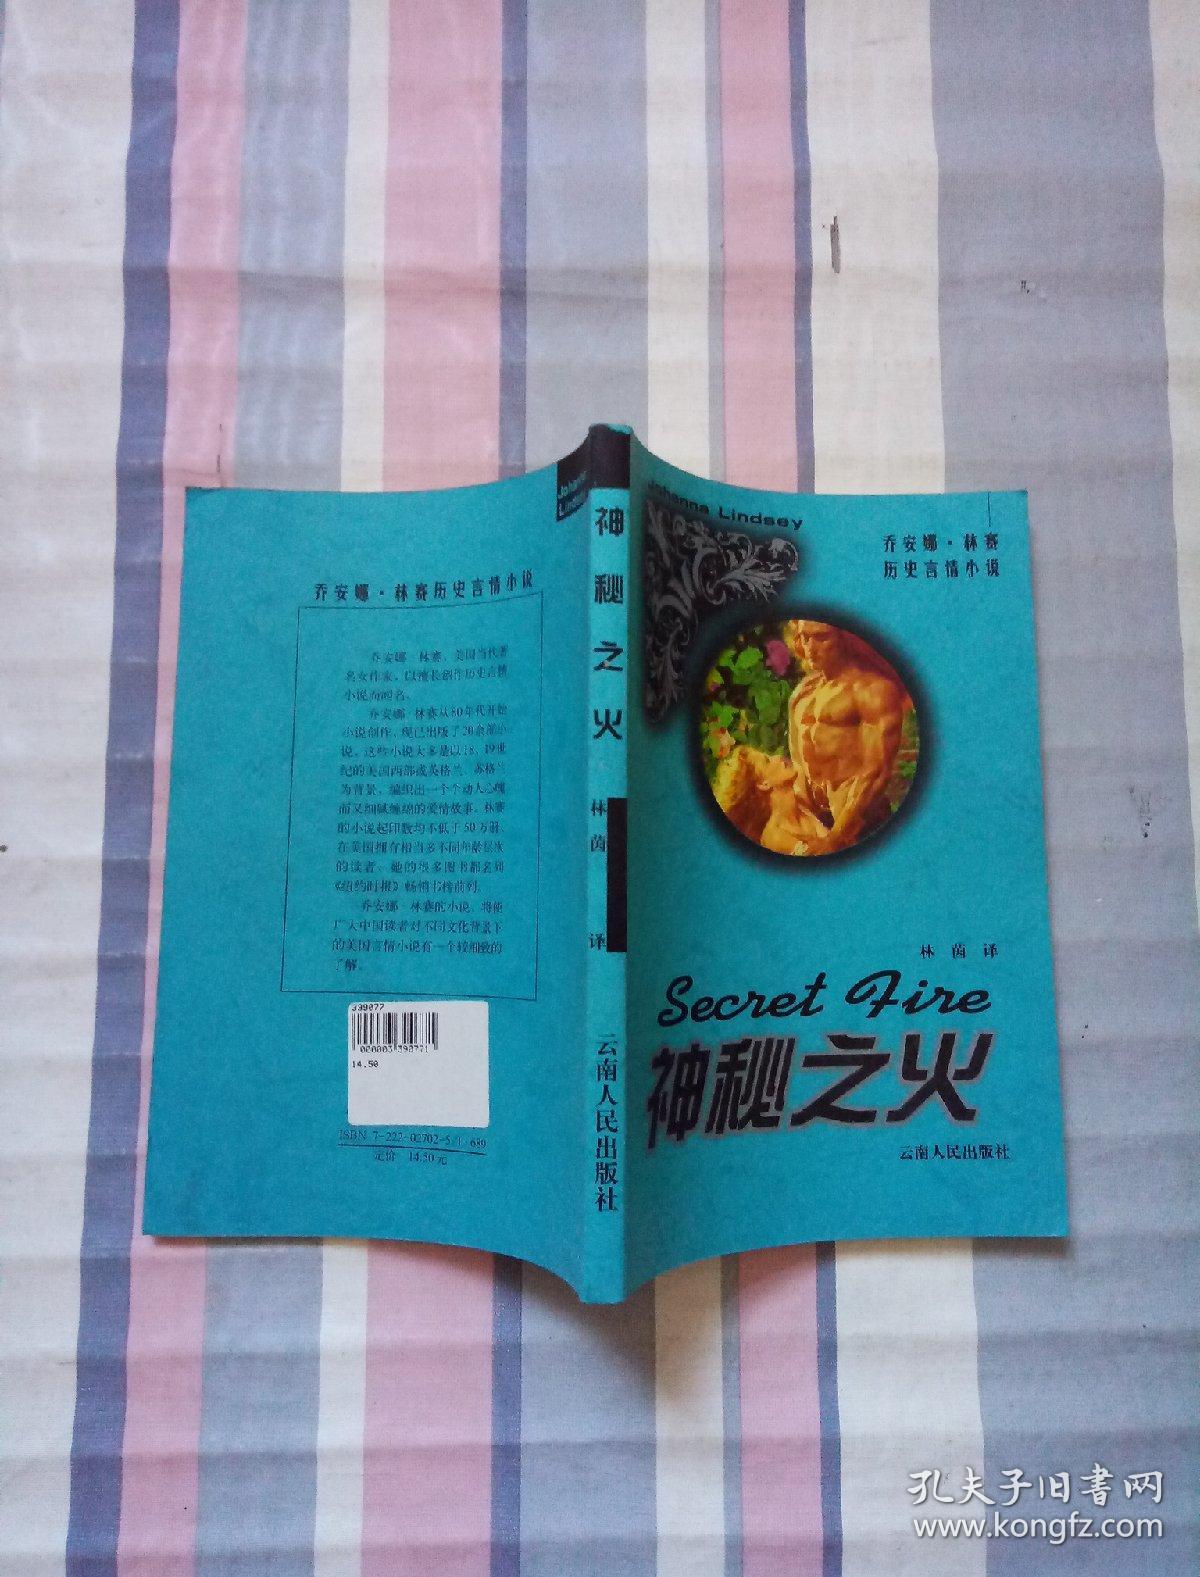 乔安娜·林赛历史言情小说
乔安娜·林赛，美国当代著
名女作家，以擅长创作历史言情
小说而闻名。
乔安娜·林赛从80年代开始
小说创作，现已出版了20余部小
说，这些小说大多是以18、19世
纪的美国西部或英格兰、苏格兰
为背景，编织出一个个动人心魄
而又细腻缠绵的爱情故事。林赛
的小说起印数均不低于50万册，
在美国拥有相当多不同年龄层次
的读者，她的很多图书都名列
《纽约时报》畅销书榜前列。
乔安娜·林赛的小说，将使
广大中国读者对不同文化背景下
的美国言情小说有一个较细致的
了解。
339077
000003 390771
14.50
ISBN 7-222-02702-5/I·689
定价 14.50元
Johanna
Lindsey
神秘之火
林茵 译
云南人民出版社
Johanna Lindsey
乔安娜·林赛
历史言情小说
林茵译
Secret Fire
神秘之火
云南人民出版社
孔夫子旧书网
www.kongfz.com